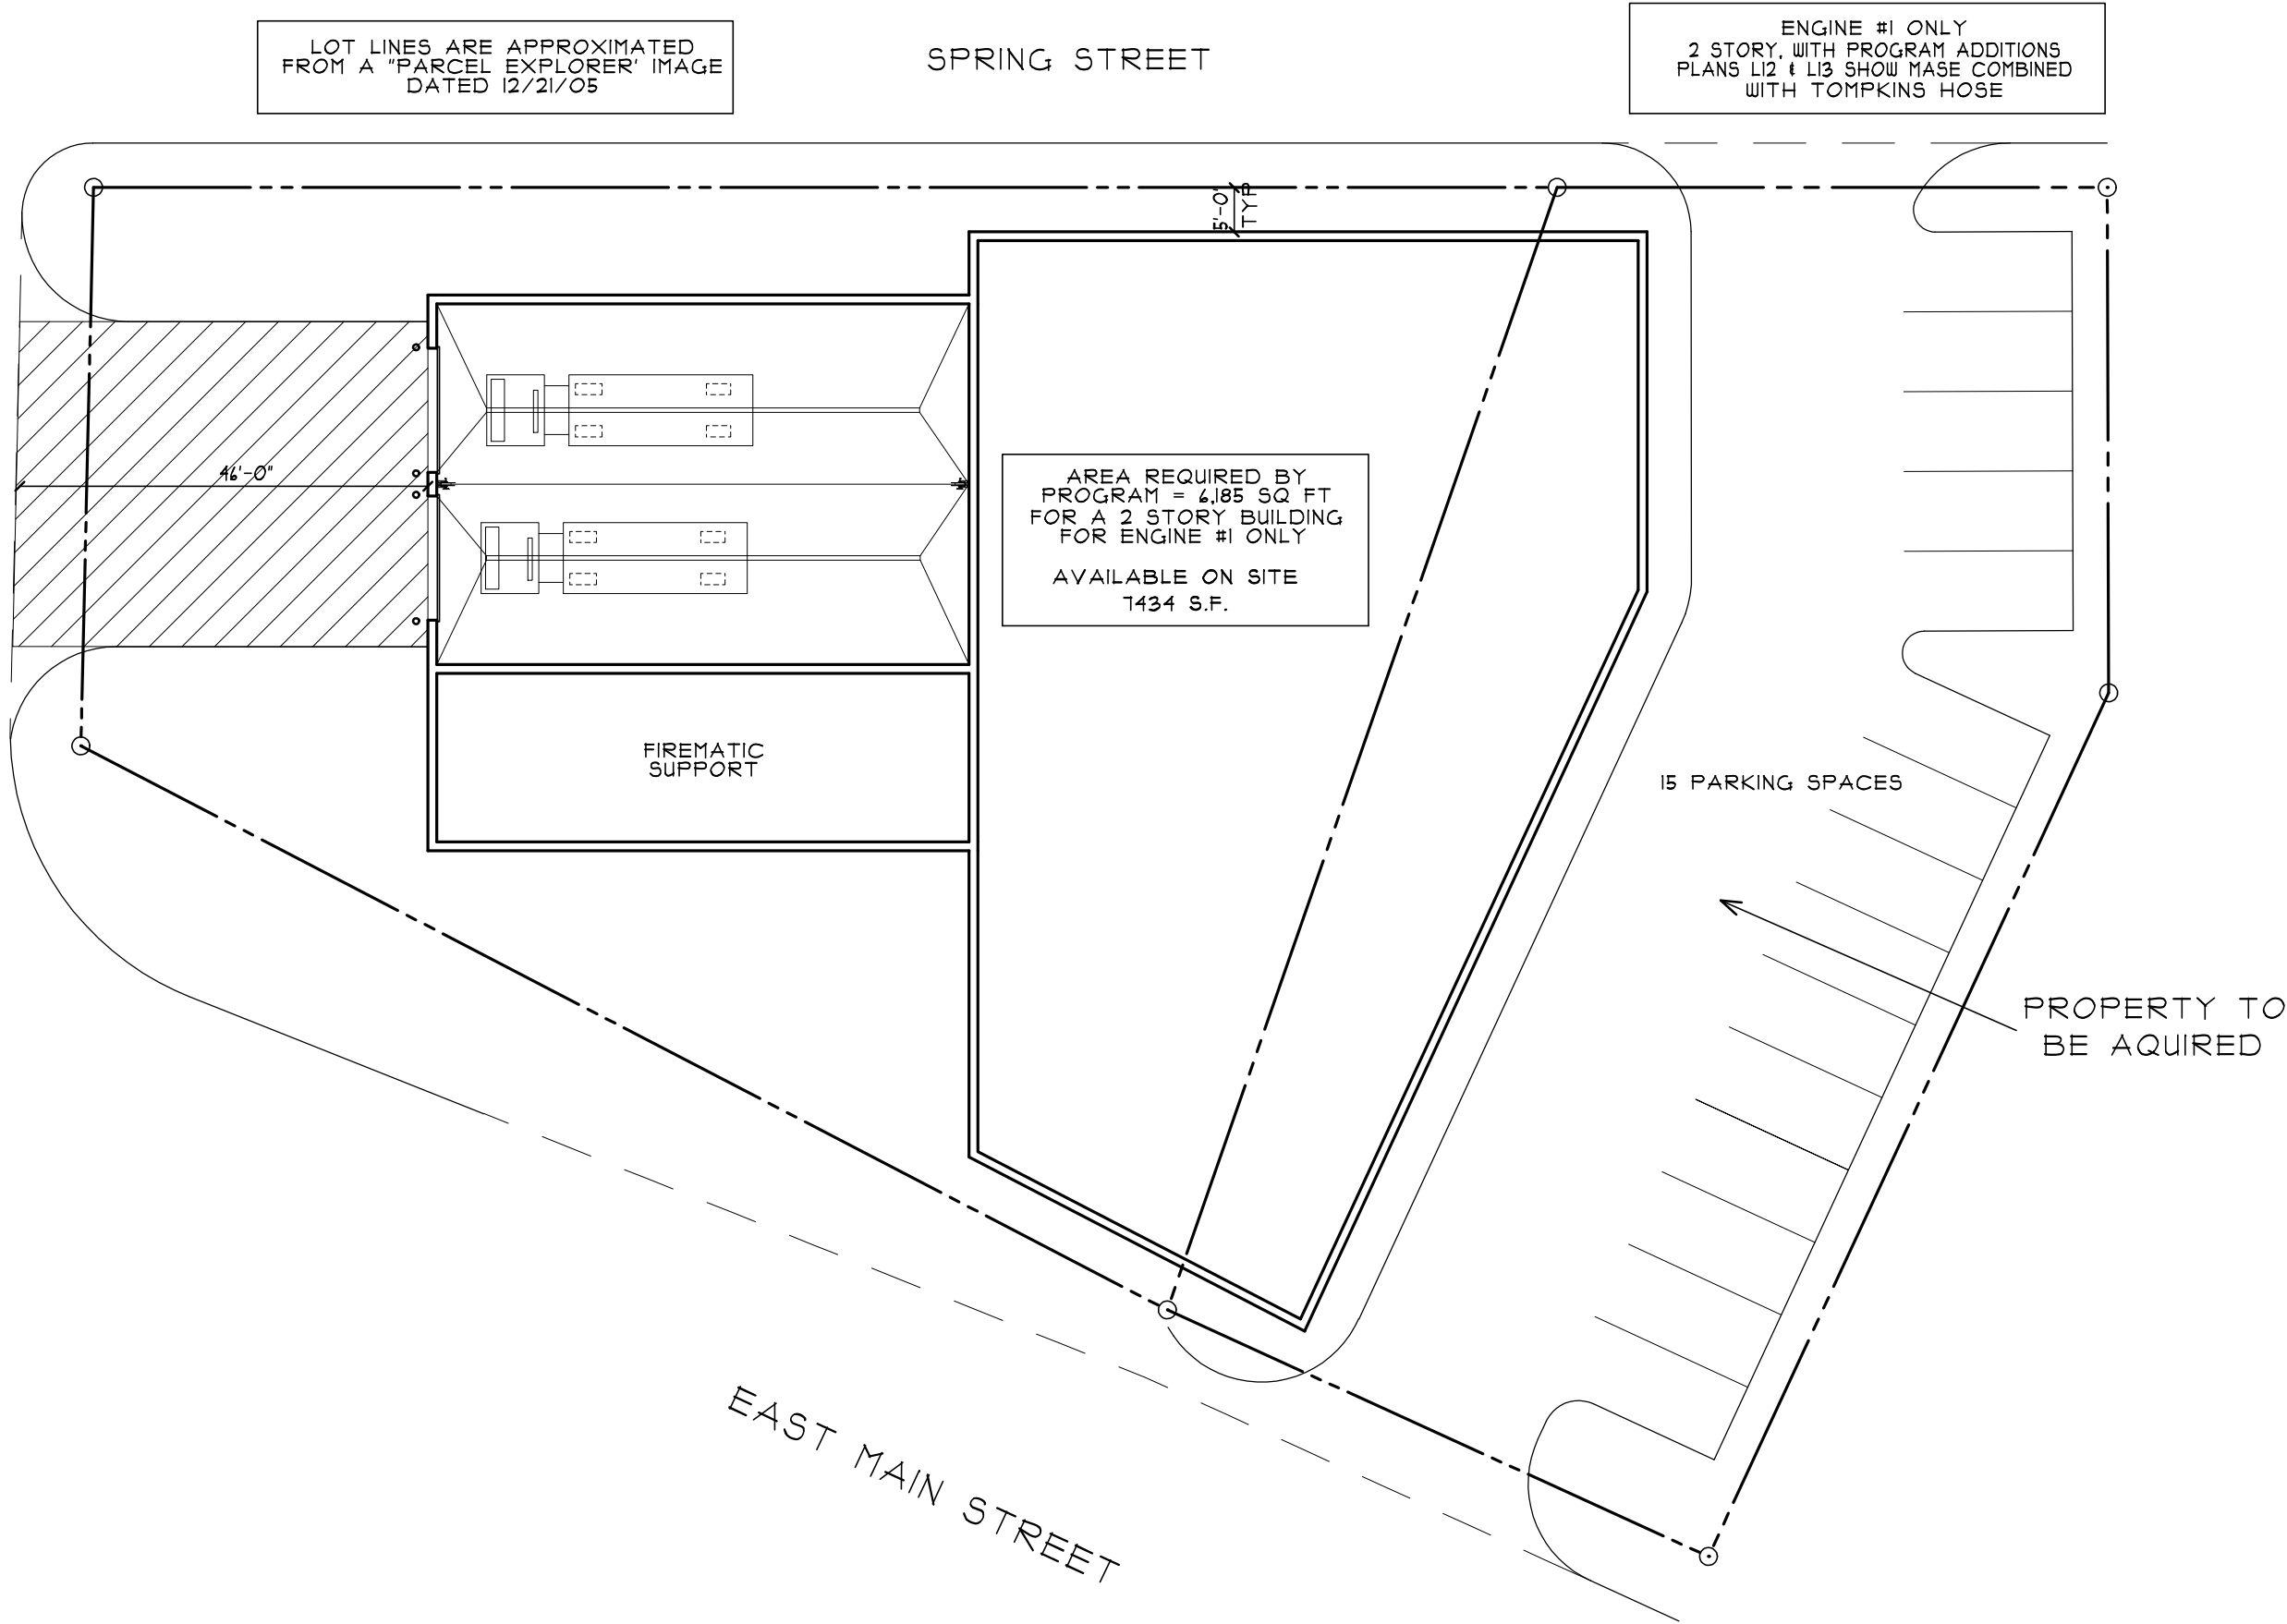 LOT LINES ARE APPROXIMATED
FROM A "PARCEL EXPLORER' IMAGE
DATED 12/21/05
SPRING STREET
ENGINE #1 ONLY
2 STORY, WITH PROGRAM ADDITIONS
PLANS L12 & L13 SHOW MASE COMBINED
WITH TOMPKINS HOSE
5'-0'
TYP
46'-0"
AREA REQUIRED BY
PROGRAM = 6,185 SQ FT
FOR A 2 STORY BUILDING
FOR ENGINE #1 ONLY
AVAILABLE ON SITE
7434 S.F.
FIREMATIC
SUPPORT
15 PARKING SPACES
PROPERTY TO
BE AQUIRED
EAST MAIN STREET